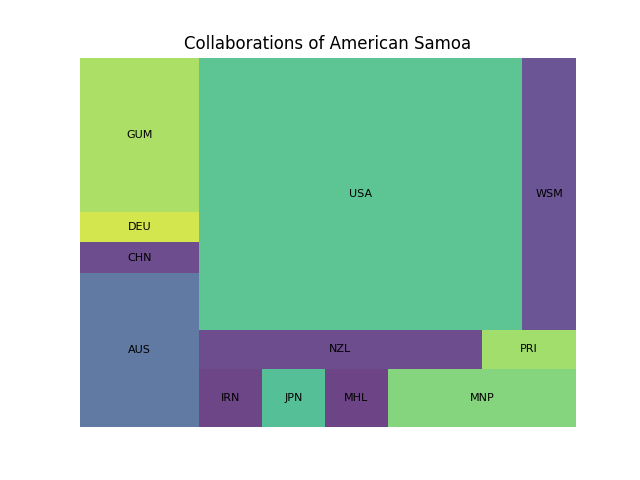 Collaborations of American Samoa
GUM
USA
WSM
DEU
CHN
AUS
NZL
PRI
IRN
JPN
MHL
MNP